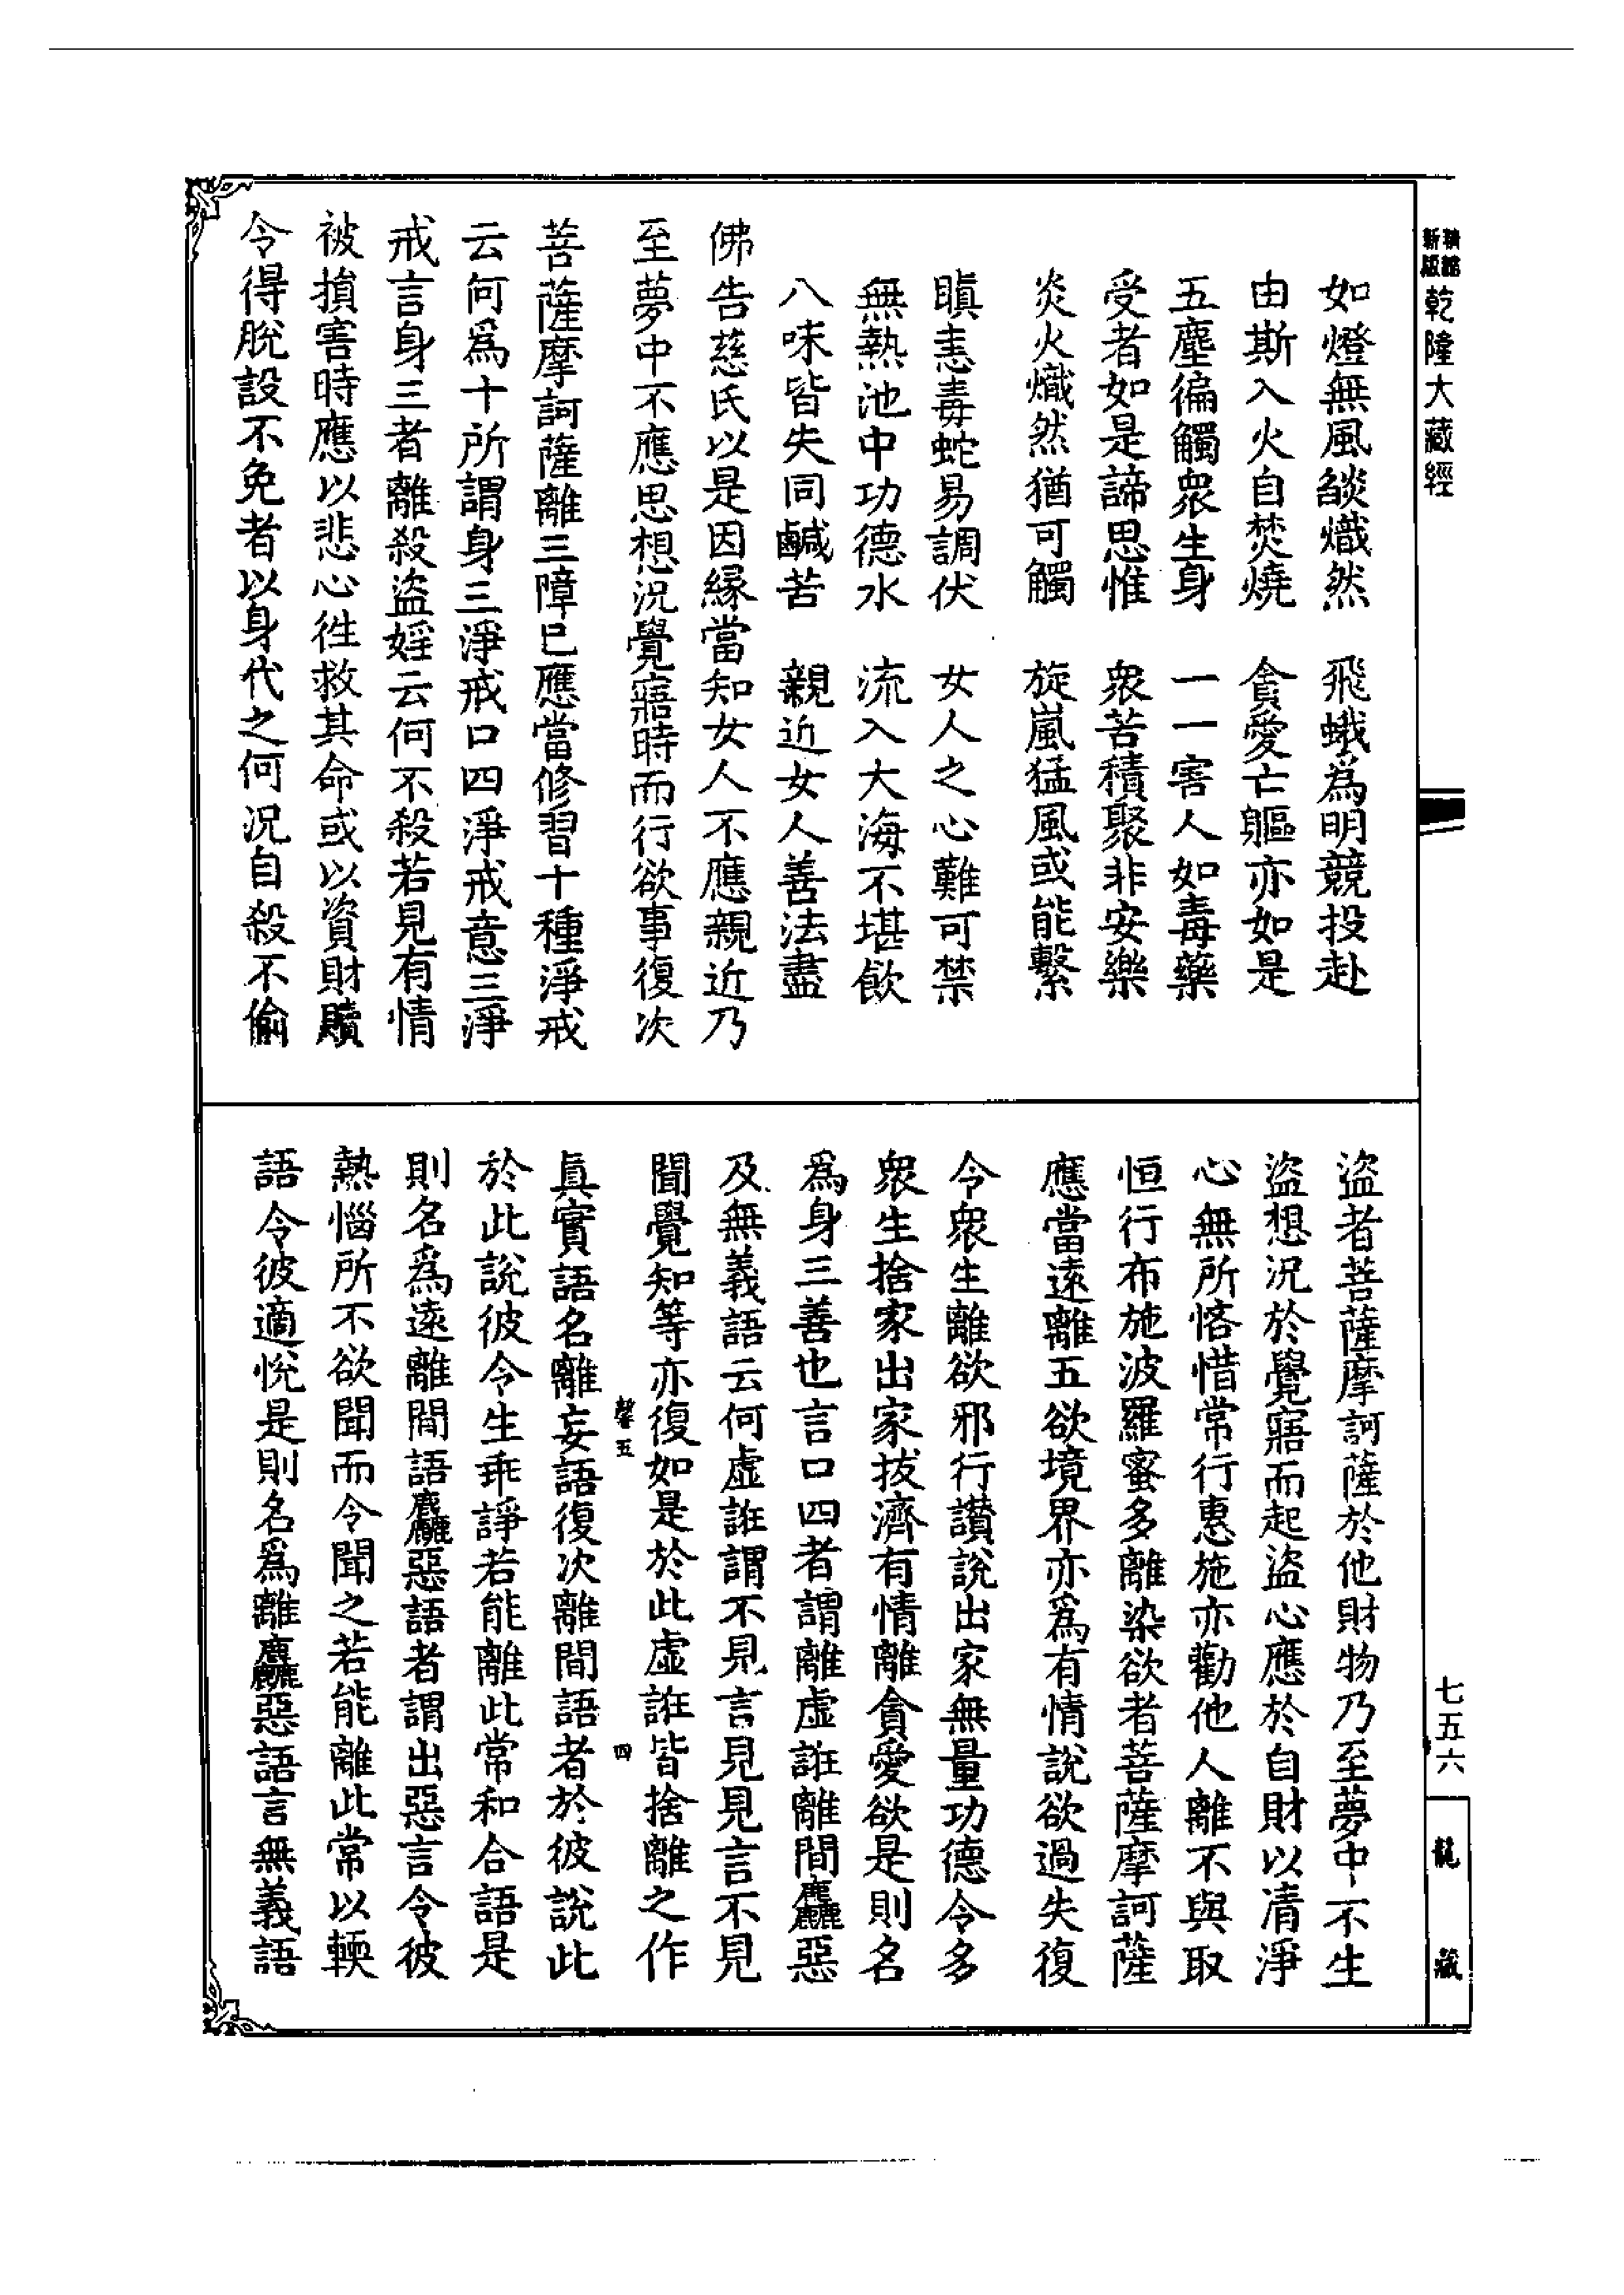 新版
乾隆大藏經
如燈無風燄熾然　飛蛾爲明競投赴
由斯入火自焚燒　貪愛亡軀亦如是
五塵徧觸衆生身　一一害人如毒藥
受者如是諦思惟　衆苦積聚非安樂
炎火熾然猶可觸　旋嵐猛風或能繫
瞋恚毒蛇易調伏　女人之心難可禁
無熱池中功德水　流入大海不堪飲
八味皆失同鹹苦　親近女人善法盡
佛告慈氏以是因緣當知女人不應親近乃
至夢中不應思想況覺寤時而行欲事復次
菩薩摩訶薩離三障已應當修習十種淨戒
云何爲十所謂身三淨戒口四淨戒意三淨
戒言身三者離殺盜婬云何不殺若見有情
被損害時應以悲心徃救其命或以資財贖
令得脫設不免者以身代之何況自殺不偷
盜者菩薩摩訶薩於他財物乃至夢中不生
盜想況於覺寤而起盜心應於自財以清淨
心無所悋惜常行惠施亦勸他人離不與取
恒行布施波羅蜜多離染欲者菩薩摩訶薩
應當遠離五欲境界亦爲有情說欲過失復
令衆生離欲邪行讚說出家無量功德令多
衆生捨家出家拔濟有情離貪愛欲是則名
爲身三善也言口四者謂離虛誑離間麤惡
及無義語云何虛誑謂不見言見見言不見
聞覺知等亦復如是於此虛誑皆捨離之作
馨五　四
真實語名離妄語復次離間語者於彼說此
於此說彼令生乖諍若能離此常和合語是
則名爲遠離間語麤惡語者謂出惡言令彼
熱惱所不欲聞而令聞之若能離此常以輭
語令彼適悅是則名爲離麤惡語言無義語
七五六
龍藏